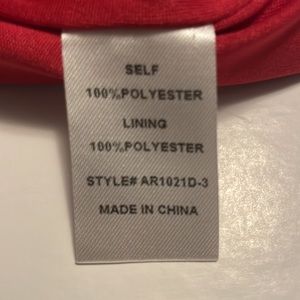 SELF
100%POLYESTER
LINING
100%POLYESTER
STYLE# AR1021D-3
MADE IN CHINA